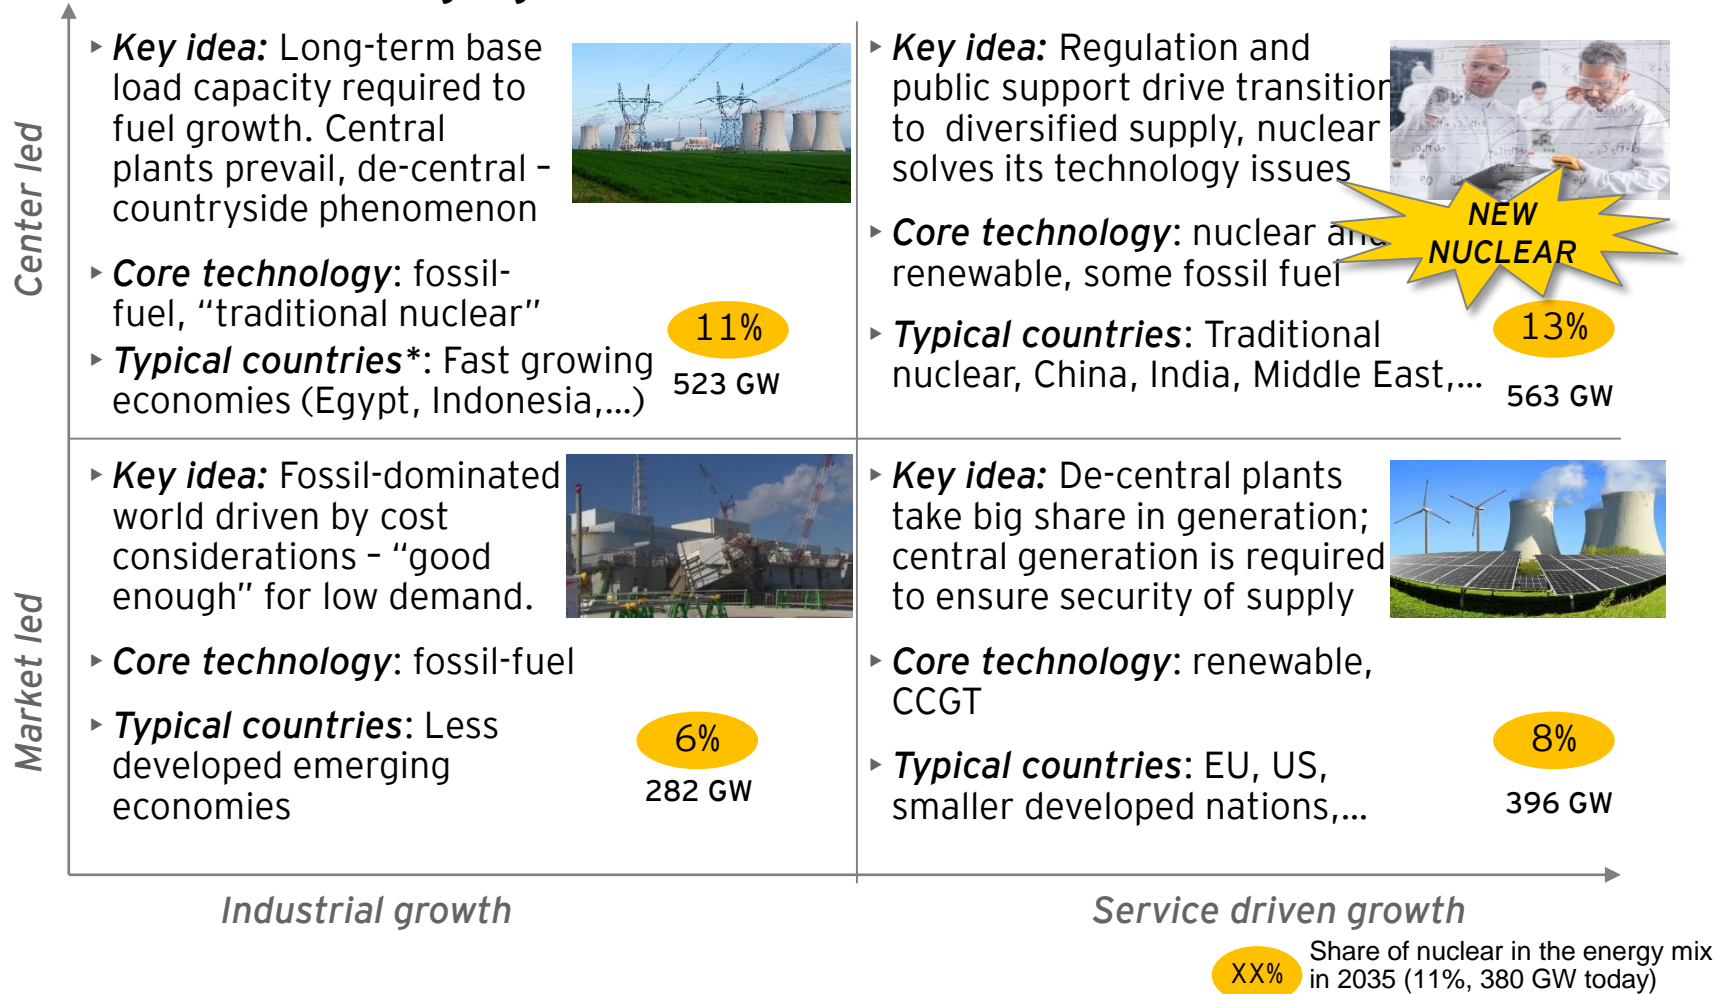 Center led
Market led
Key idea: Long-term base
load capacity required to
fuel growth. Central
plants prevail, de-central –
countryside phenomenon
Core technology: fossil-
fuel, “traditional nuclear”
Typical countries*: Fast growing
economies (Egypt, Indonesia,...)
11%
523 GW
Key idea: Regulation and
public support drive transition
to diversified supply, nuclear
solves its technology issues
Core technology: nuclear and
renewable, some fossil fuel
Typical countries: Traditional
nuclear, China, India, Middle East,...
NEW
NUCLEAR
13%
563 GW
Key idea: Fossil-dominated
world driven by cost
considerations – “good
enough” for low demand.
Core technology: fossil-fuel
Typical countries: Less
developed emerging
economies
6%
282 GW
Key idea: De-central plants
take big share in generation;
central generation is required
to ensure security of supply
Core technology: renewable,
CCGT
Typical countries: EU, US,
smaller developed nations,...
8%
396 GW
Industrial growth
Service driven growth
XX%
Share of nuclear in the energy mix
in 2035 (11%, 380 GW today)